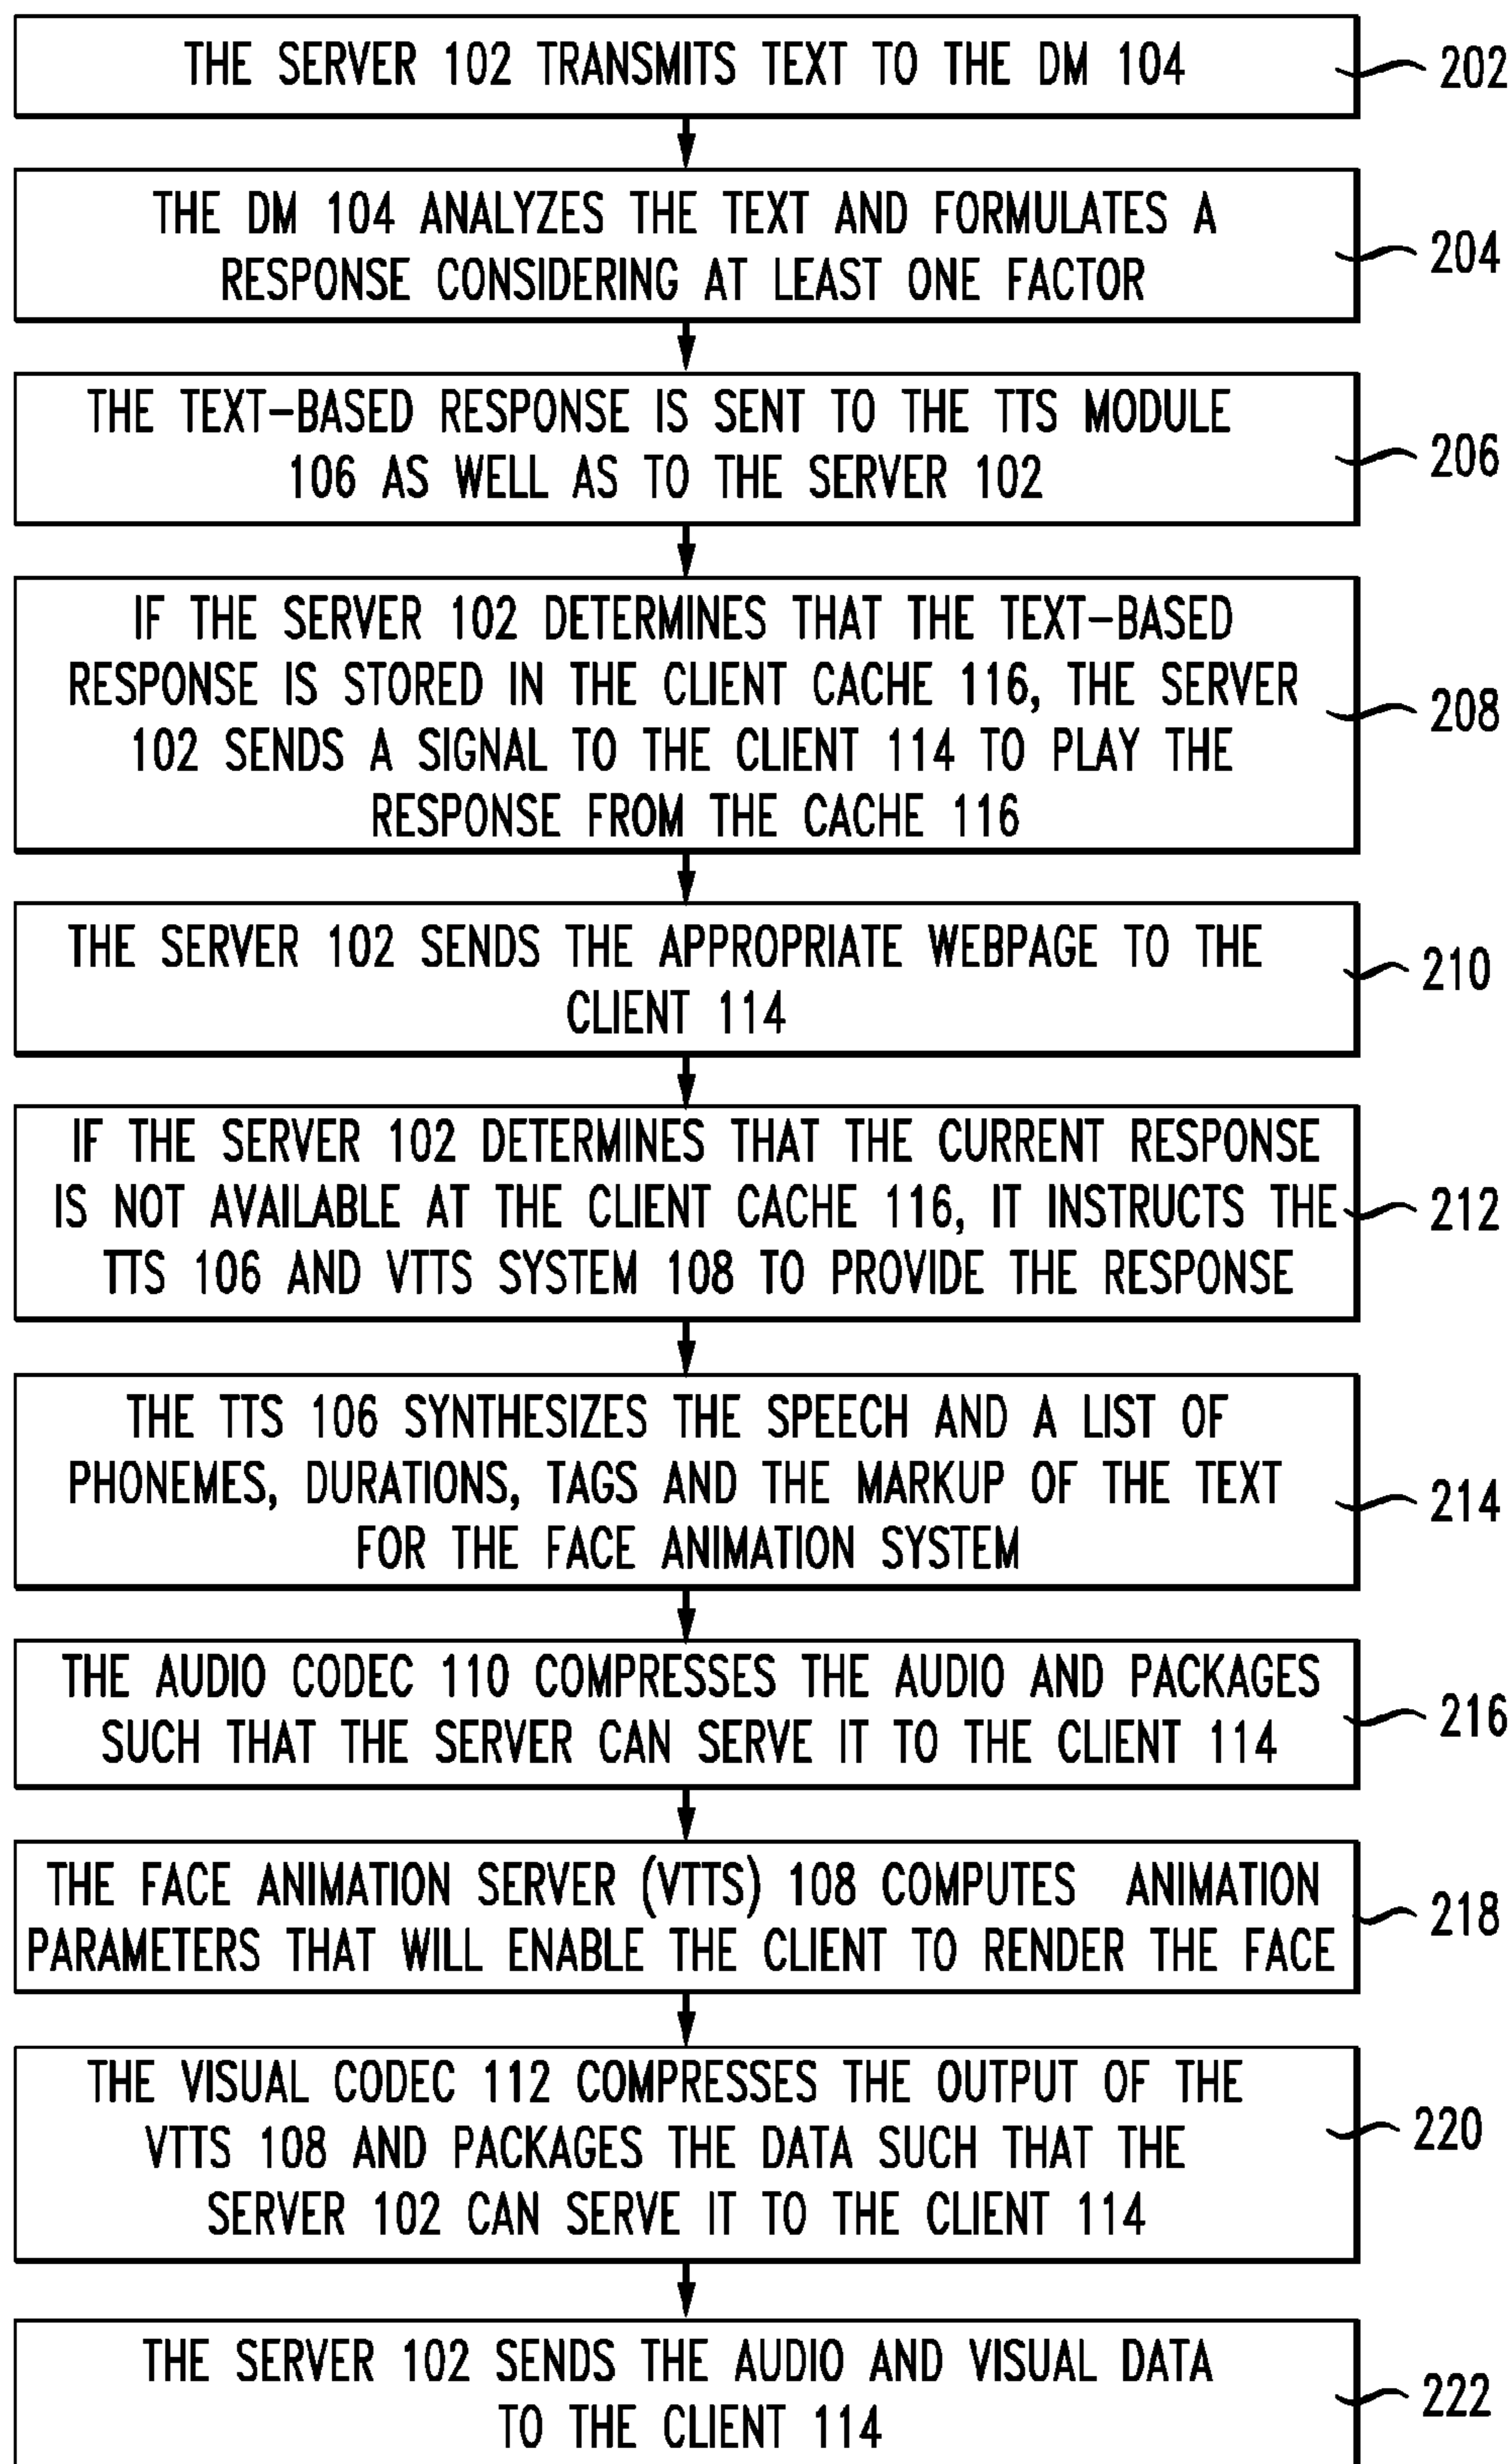 THE SERVER 102 TRANSMITS TEXT TO THE DM 104
202
THE DM 104 ANALYZES THE TEXT AND FORMULATES A
RESPONSE CONSIDERING AT LEAST ONE FACTOR
204
THE TEXT-BASED RESPONSE IS SENT TO THE TTS MODULE
106 AS WELL AS TO THE SERVER 102
206
IF THE SERVER 102 DETERMINES THAT THE TEXT-BASED
RESPONSE IS STORED IN THE CLIENT CACHE 116, THE SERVER
102 SENDS A SIGNAL TO THE CLIENT 114 TO PLAY THE
RESPONSE FROM THE CACHE 116
208
THE SERVER 102 SENDS THE APPROPRIATE WEBPAGE TO THE
CLIENT 114
210
IF THE SERVER 102 DETERMINES THAT THE CURRENT RESPONSE
IS NOT AVAILABLE AT THE CLIENT CACHE 116, IT INSTRUCTS THE
TTS 106 AND VTTS SYSTEM 108 TO PROVIDE THE RESPONSE
212
THE TTS 106 SYNTHESIZES THE SPEECH AND A LIST OF
PHONEMES, DURATIONS, TAGS AND THE MARKUP OF THE TEXT
FOR THE FACE ANIMATION SYSTEM
214
THE AUDIO CODEC 110 COMPRESSES THE AUDIO AND PACKAGES
SUCH THAT THE SERVER CAN SERVE IT TO THE CLIENT 114
216
THE FACE ANIMATION SERVER (VTTS) 108 COMPUTES ANIMATION
PARAMETERS THAT WILL ENABLE THE CLIENT TO RENDER THE FACE
218
THE VISUAL CODEC 112 COMPRESSES THE OUTPUT OF THE
VTTS 108 AND PACKAGES THE DATA SUCH THAT THE
SERVER 102 CAN SERVE IT TO THE CLIENT 114
220
THE SERVER 102 SENDS THE AUDIO AND VISUAL DATA
TO THE CLIENT 114
222